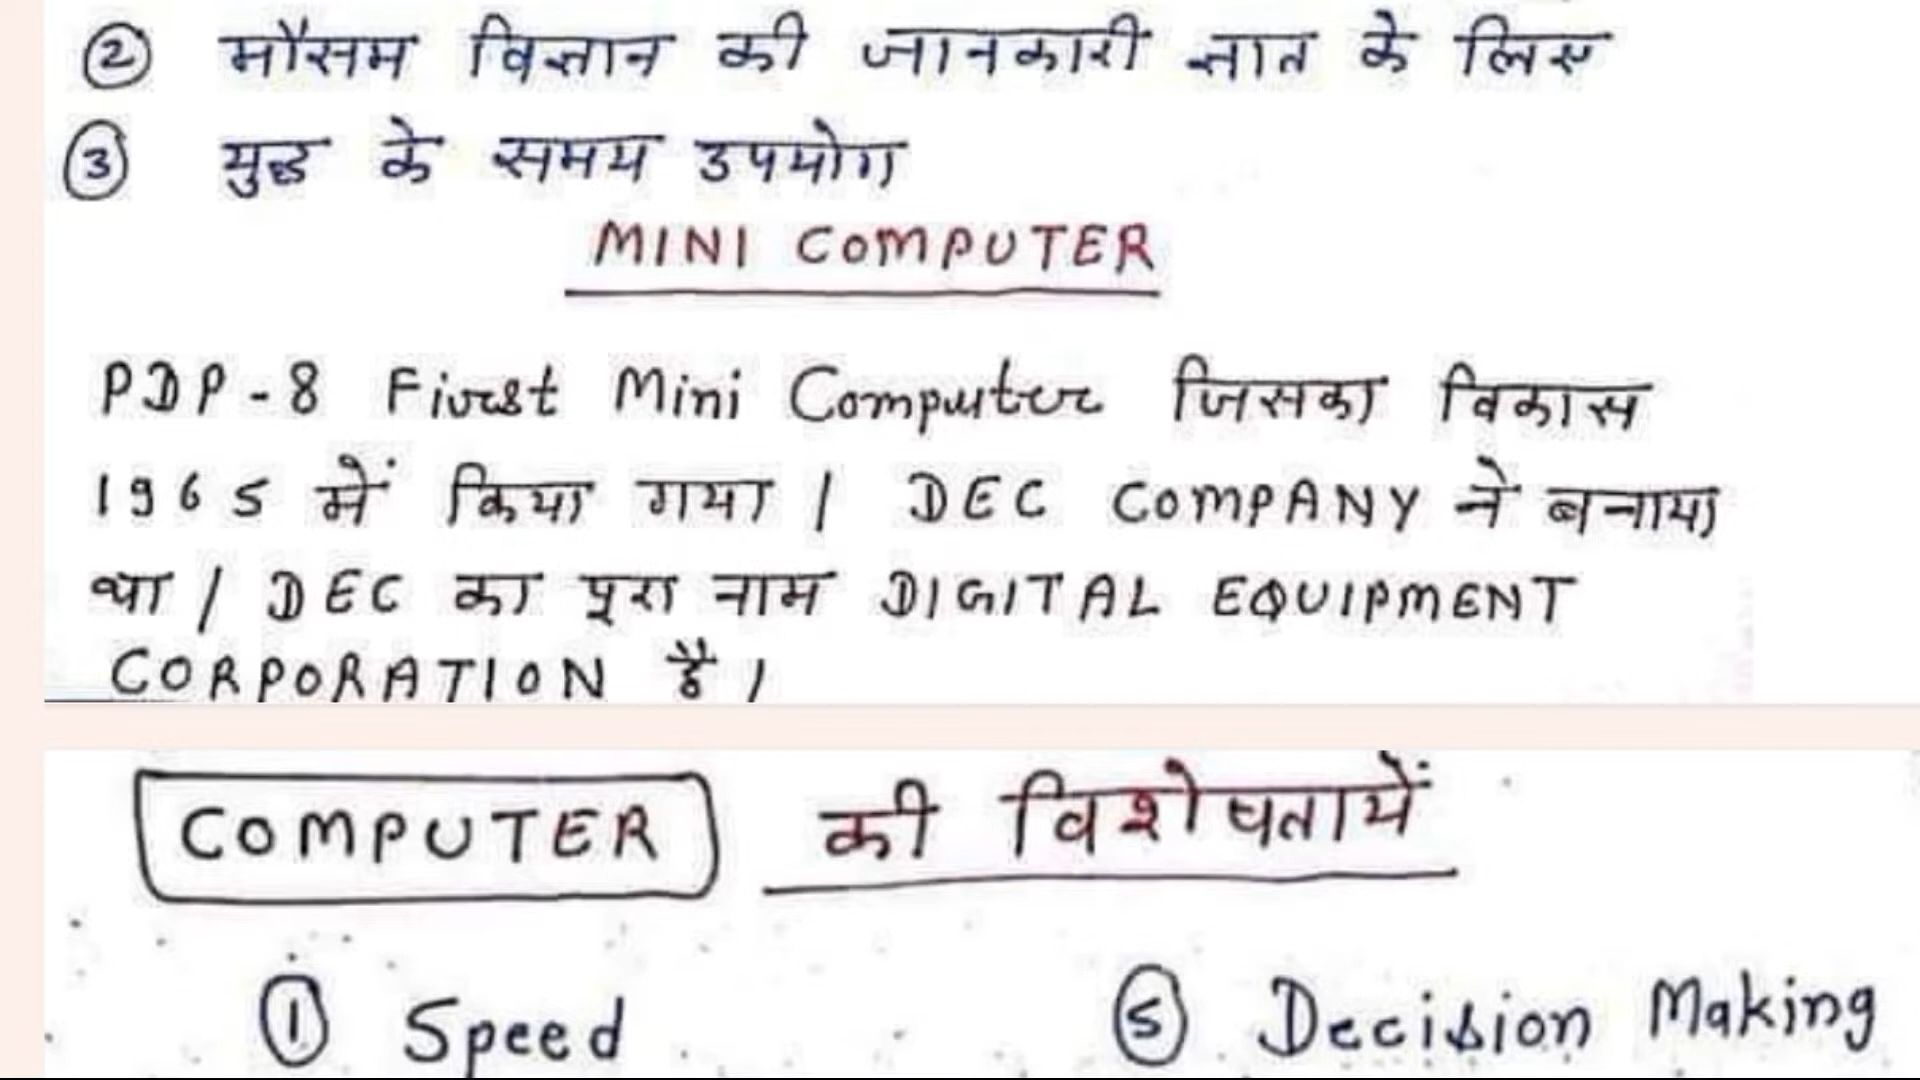 ② मौसम विज्ञान की जानकारी ज्ञात के लिए
③ युद्ध के समय उपयोग
MINI COMPUTER
PDP-8 First Mini Computer जिसका विकास
1965 में किया गया। DEC COMPANY ने बनाया
था। DEC का पूरा नाम DIGITAL EQUIPMENT
CORPORATION है।
COMPUTER की विशेषतायें
① Speed
⑤ Decision Making